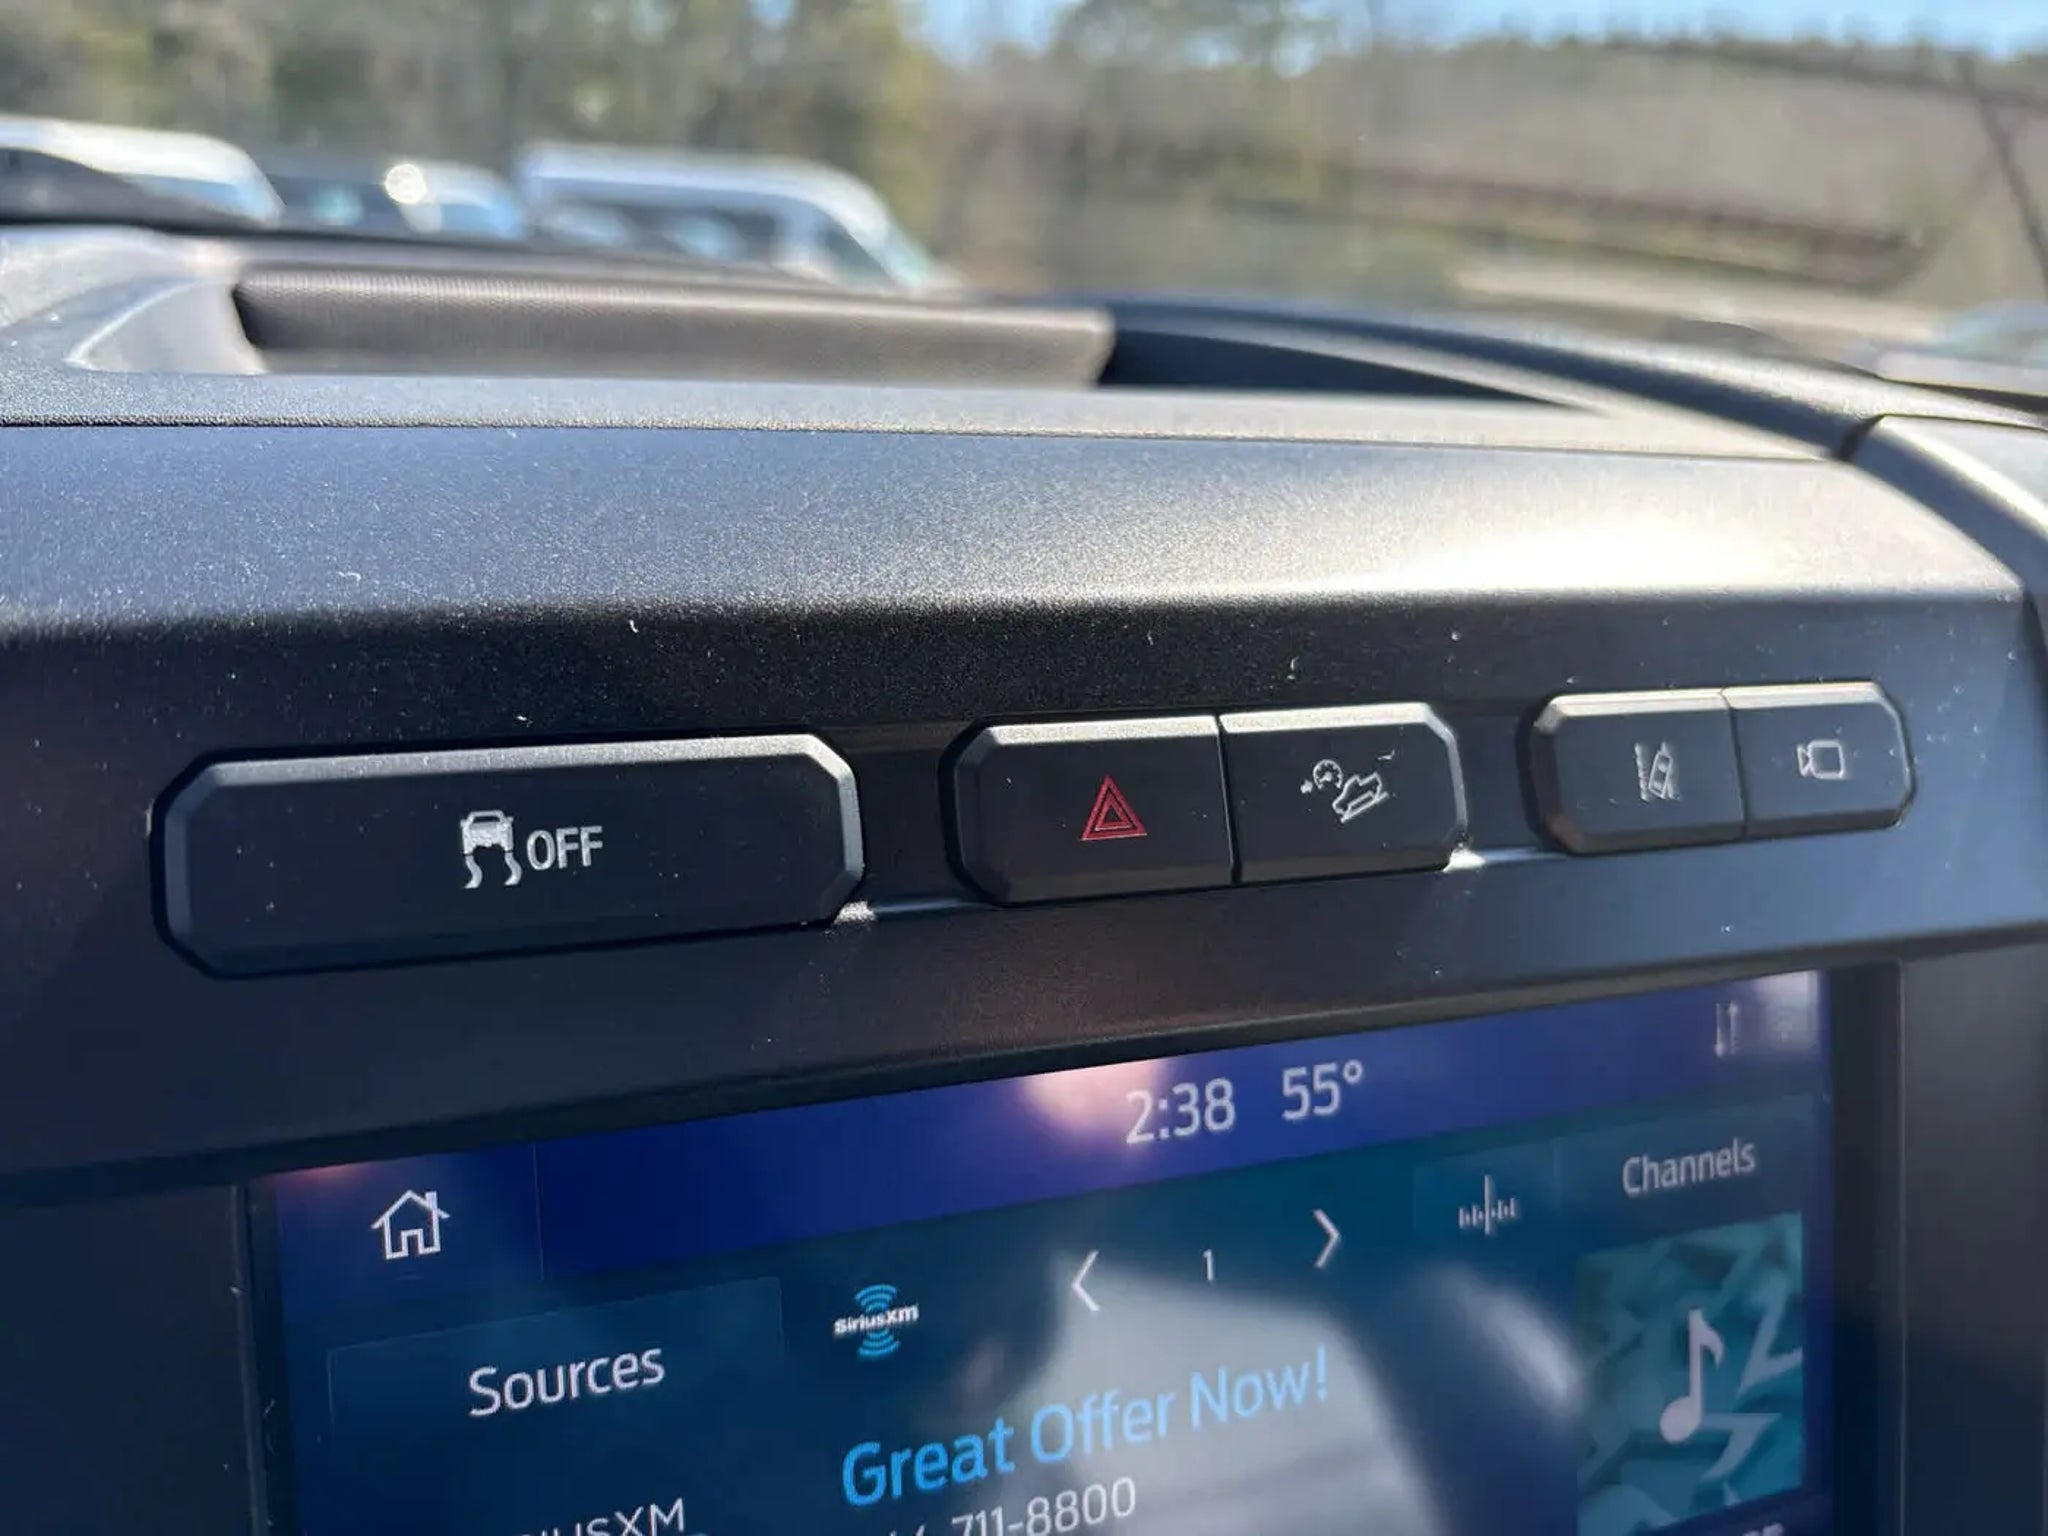 OFF
2:38 55°
1
Channels
SiriusXm
Sources
Great Offer Now!
711-8800